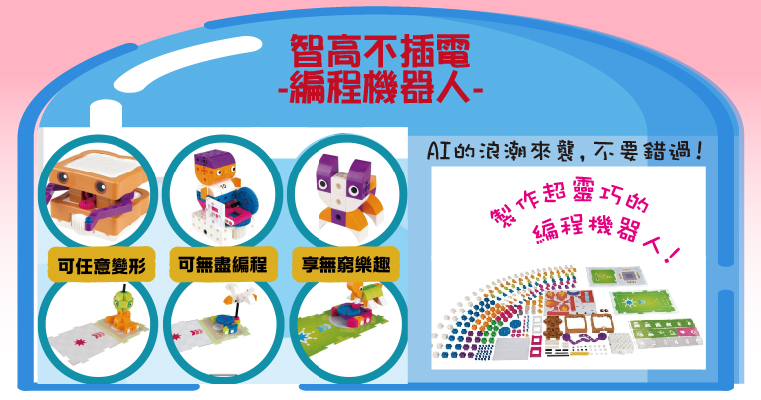 智高不插電
-編程機器人-
AI的浪潮來襲,不要錯過!
製作超靈巧的
編程機器人!
可任意變形
可無盡編程
享無窮樂趣